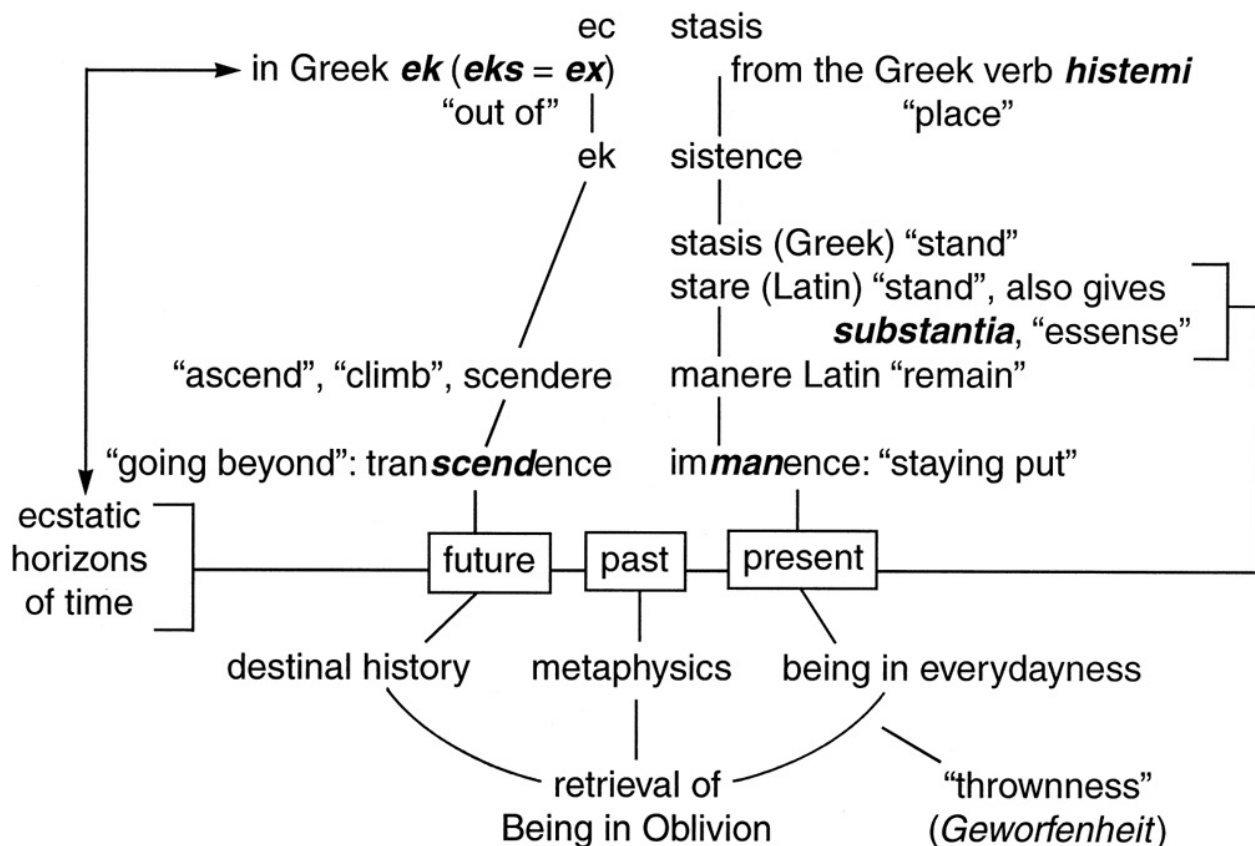 ec stasis
in Greek ek (eks = ex) from the Greek verb histemi
“out of” “place”
ek sistence
stasis (Greek) “stand”
stare (Latin) “stand”, also gives
substantia, “essense”
“ascend”, “climb”, scendere manere Latin “remain”
“going beyond”: transcendence immanence: “staying put”
ecstatic
horizons
of time
future past present
destinal history metaphysics being in everydayness
retrieval of
Being in Oblivion
“thrownness”
(Geworfenheit)